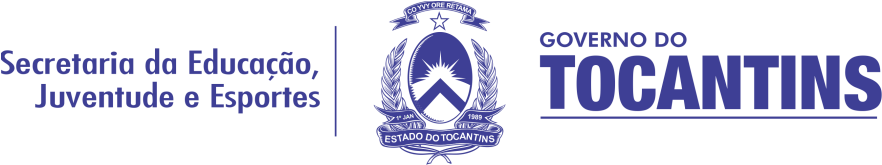 Secretaria da Educação,
Juventude e Esportes
CO YVY ORE RETAMA
1º JAN
1989
ESTADO DO TOCANTINS
GOVERNO DO
TOCANTINS